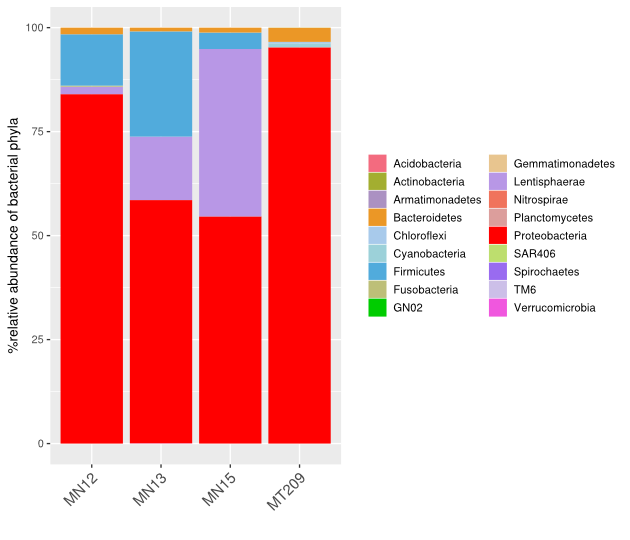 %relative abundance of bacterial phyla
100
75
50
25
0
MN12
MN13
MN15
MT209
Acidobacteria
Actinobacteria
Armatimonadetes
Bacteroidetes
Chloroflexi
Cyanobacteria
Firmicutes
Fusobacteria
GN02
Gemmatimonadetes
Lentisphaerae
Nitrospirae
Planctomycetes
Proteobacteria
SAR406
Spirochaetes
TM6
Verrucomicrobia